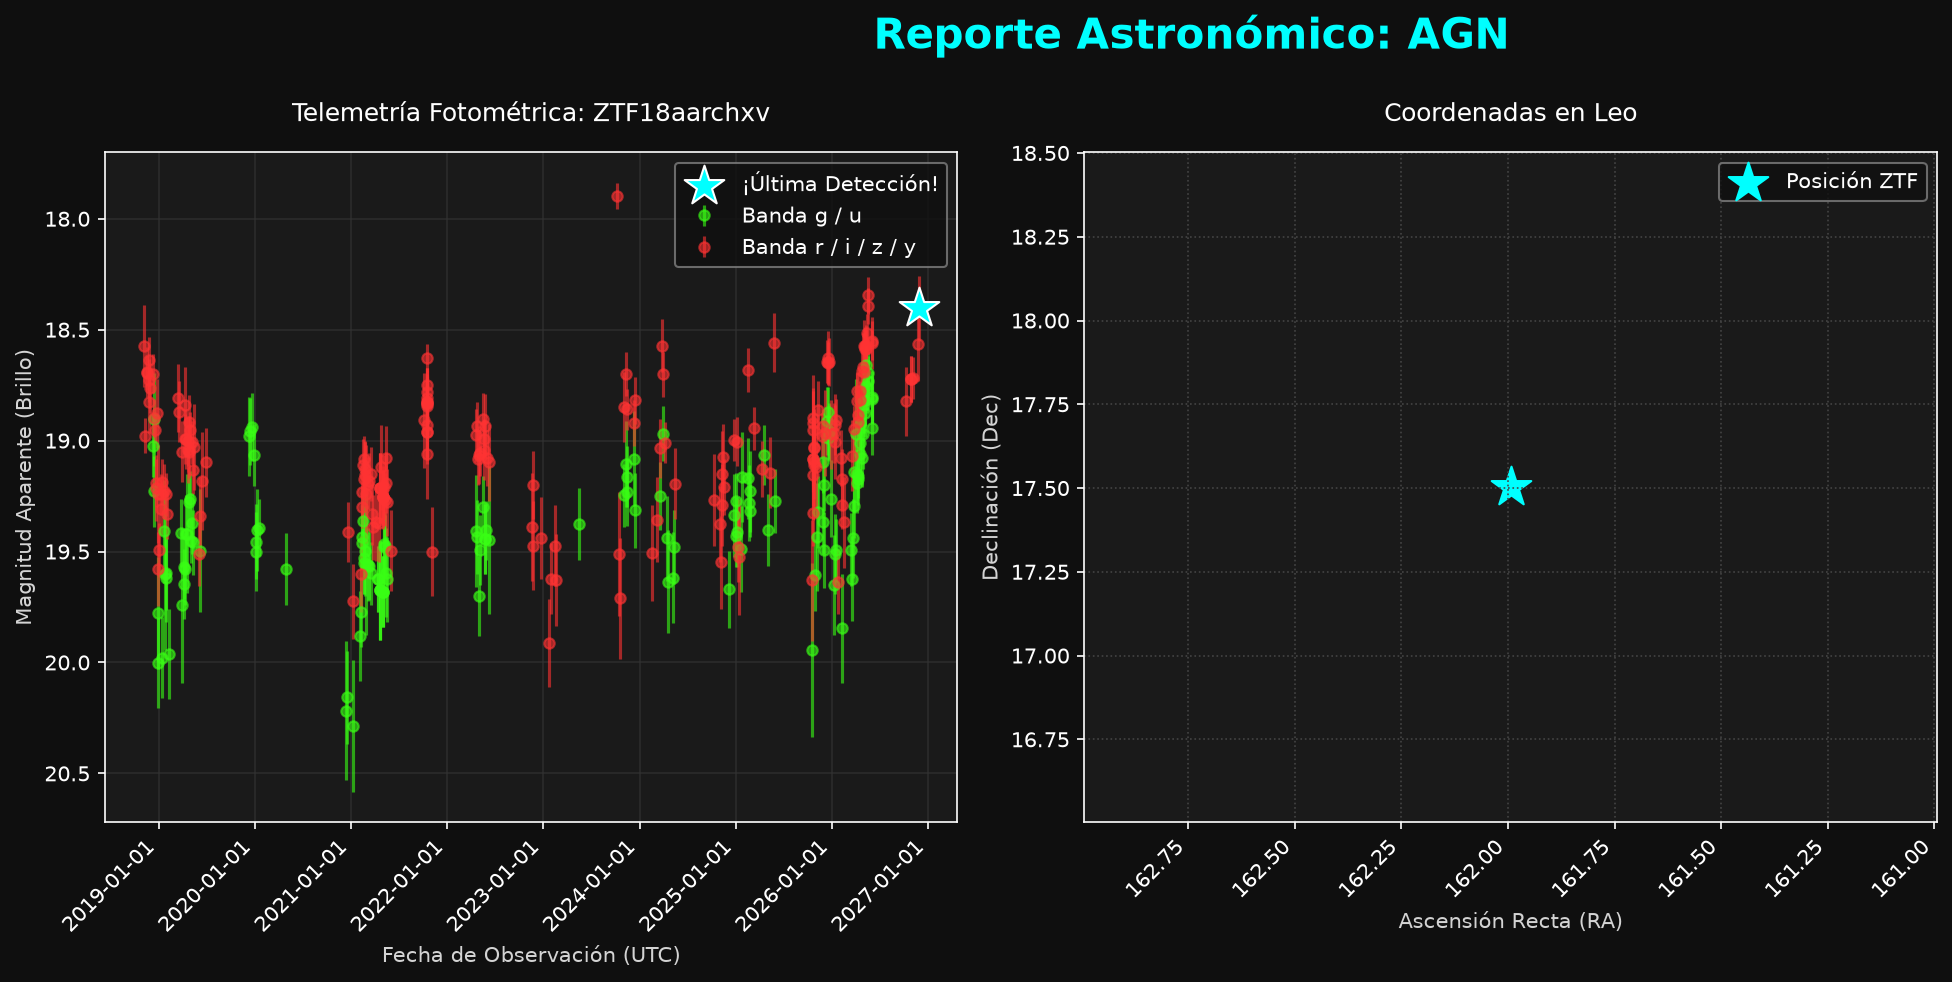 Reporte Astronómico: AGN
Telemetría Fotométrica: ZTF18aarchxv
¡Última Detección!
Banda g / u
Banda r / i / z / y
Magnitud Aparente (Brillo)
18.0
18.5
19.0
19.5
20.0
20.5
2019-01-01
2020-01-01
2021-01-01
2022-01-01
2023-01-01
2024-01-01
2025-01-01
2026-01-01
2027-01-01
Fecha de Observación (UTC)
Coordenadas en Leo
Posición ZTF
Declinación (Dec)
18.50
18.25
18.00
17.75
17.50
17.25
17.00
16.75
162.75
162.50
162.25
162.00
161.75
161.50
161.25
161.00
Ascensión Recta (RA)